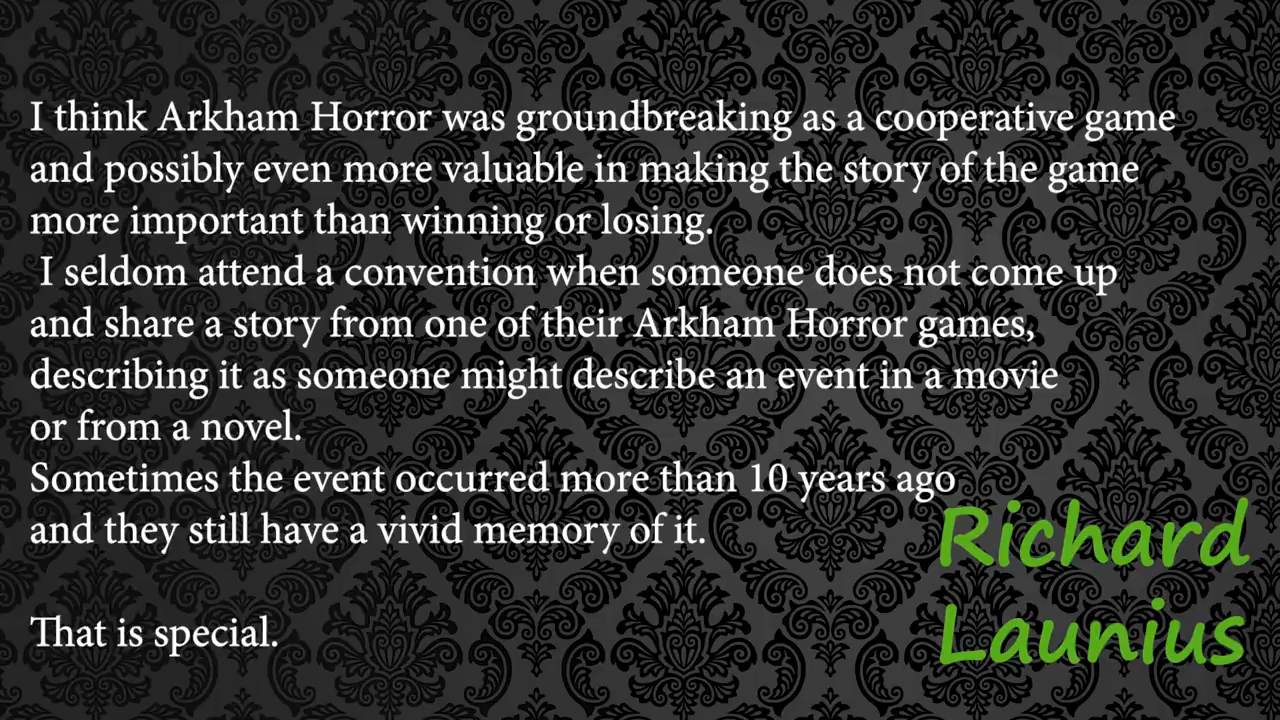 I think Arkham Horror was groundbreaking as a cooperative game
and possibly even more valuable in making the story of the game
more important than winning or losing.
I seldom attend a convention when someone does not come up
and share a story from one of their Arkham Horror games,
describing it as someone might describe an event in a movie
or from a novel.
Sometimes the event occurred more than 10 years ago
and they still have a vivid memory of it.
That is special.
Richard
Launius